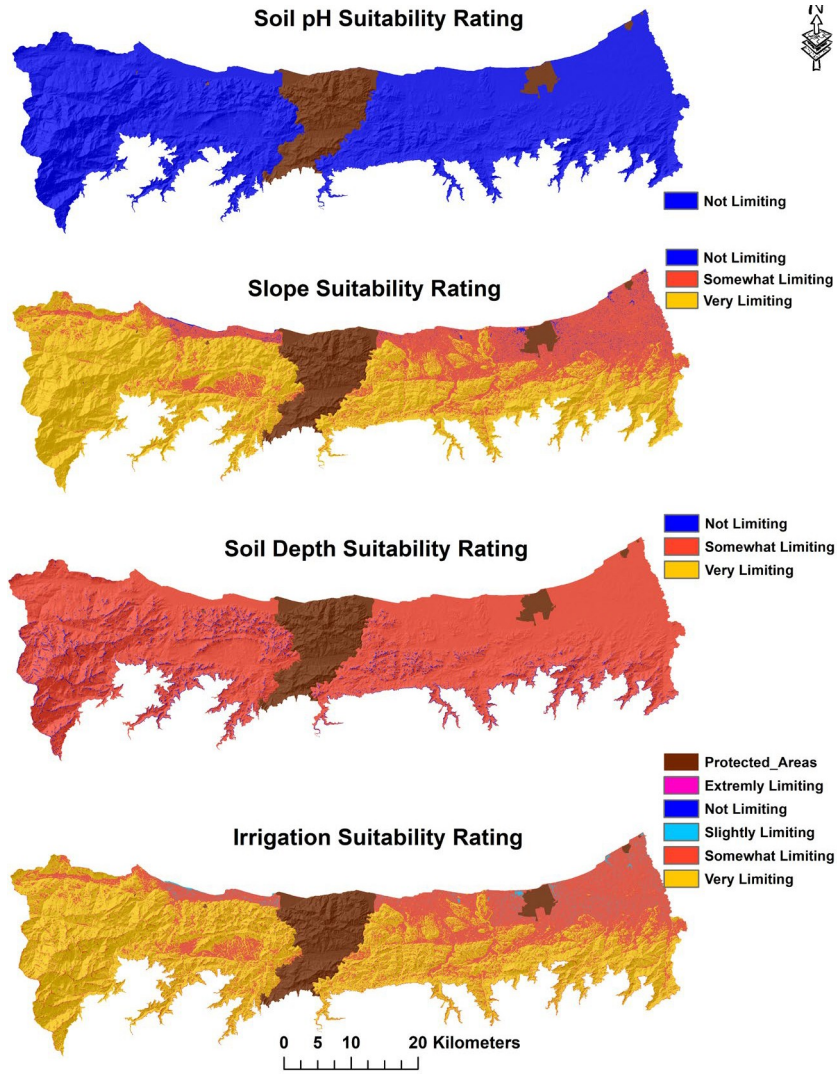 Soil pH Suitability Rating
N
Not Limiting
Slope Suitability Rating
Not Limiting
Somewhat Limiting
Very Limiting
Soil Depth Suitability Rating
Not Limiting
Somewhat Limiting
Very Limiting
Irrigation Suitability Rating
Protected_Areas
Extremly Limiting
Not Limiting
Slightly Limiting
Somewhat Limiting
Very Limiting
0 5 10 20 Kilometers